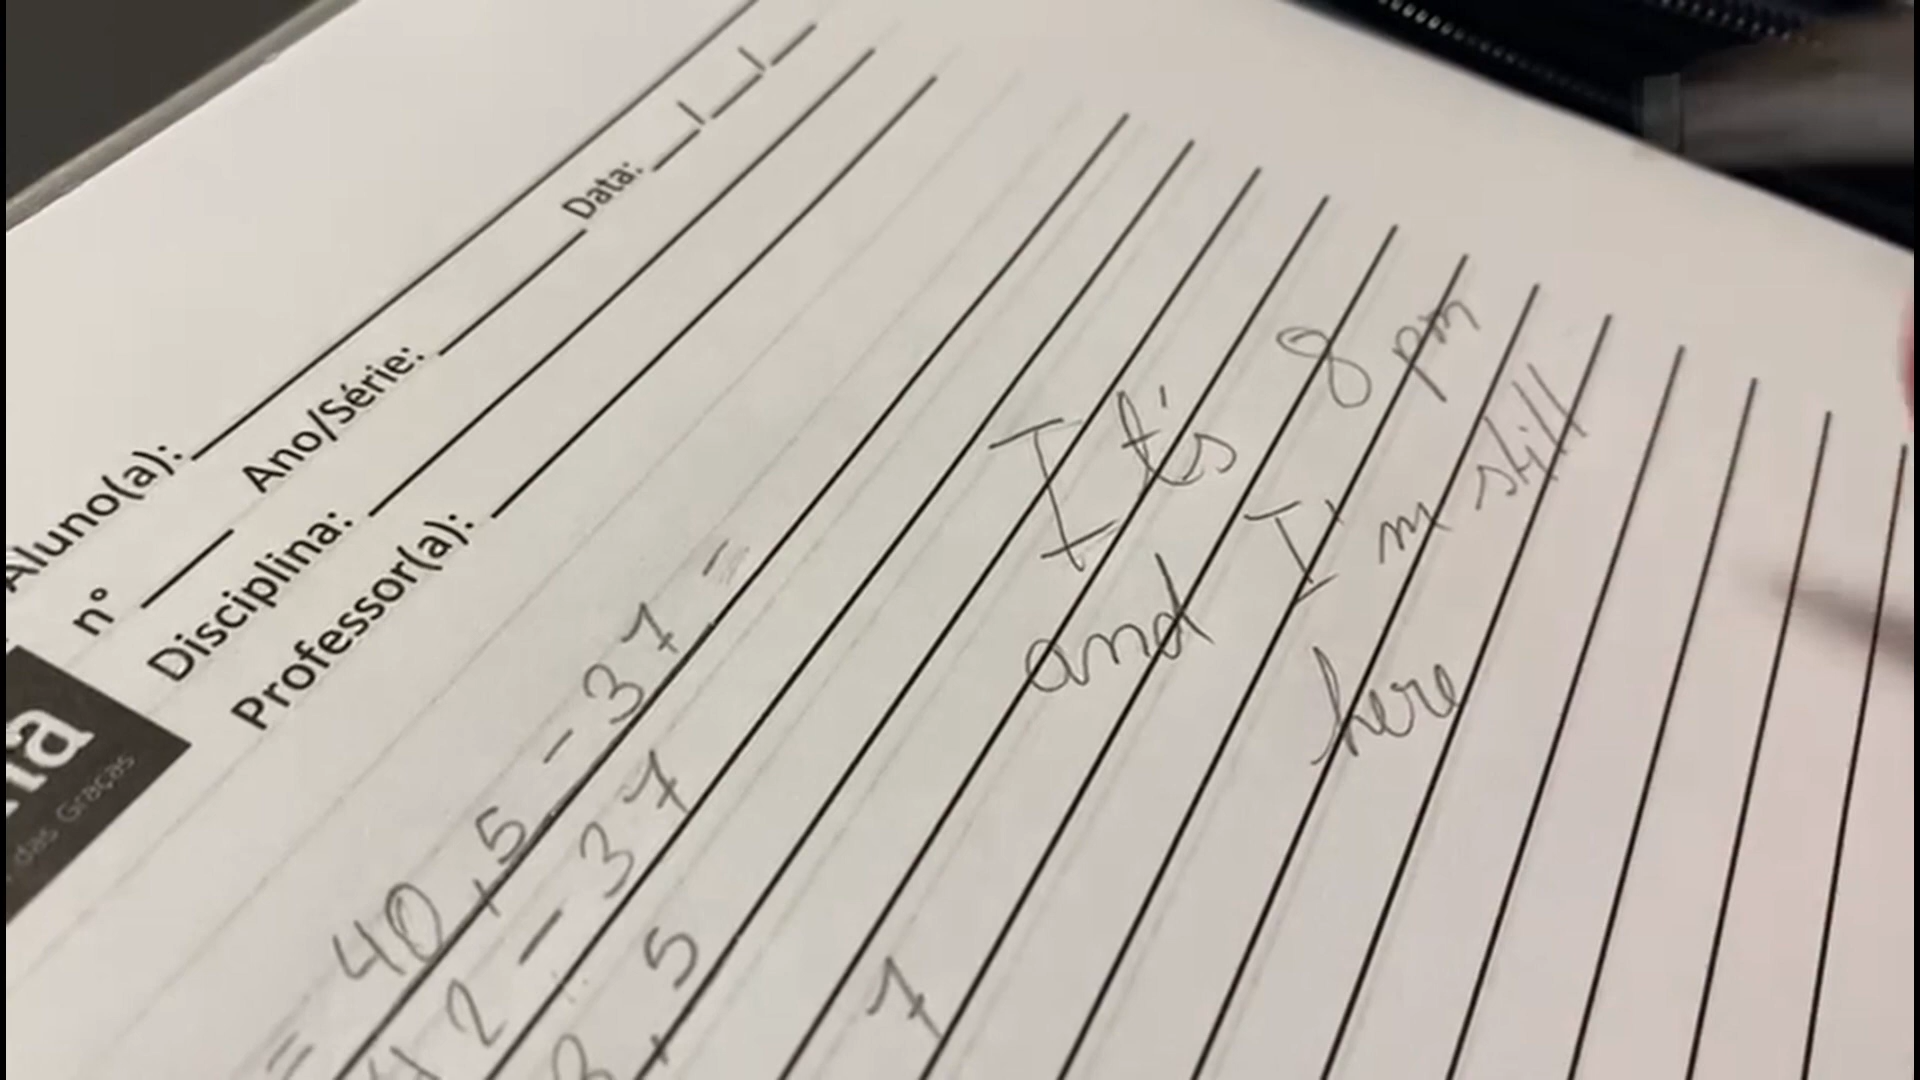 Aluno(a):
n° Ano/Série: Data:
Disciplina:
Professor(a):
das Graças
= 40,5 - 37 =
42 - 37
3,5
7
It's 8 pm
and I'm still
here